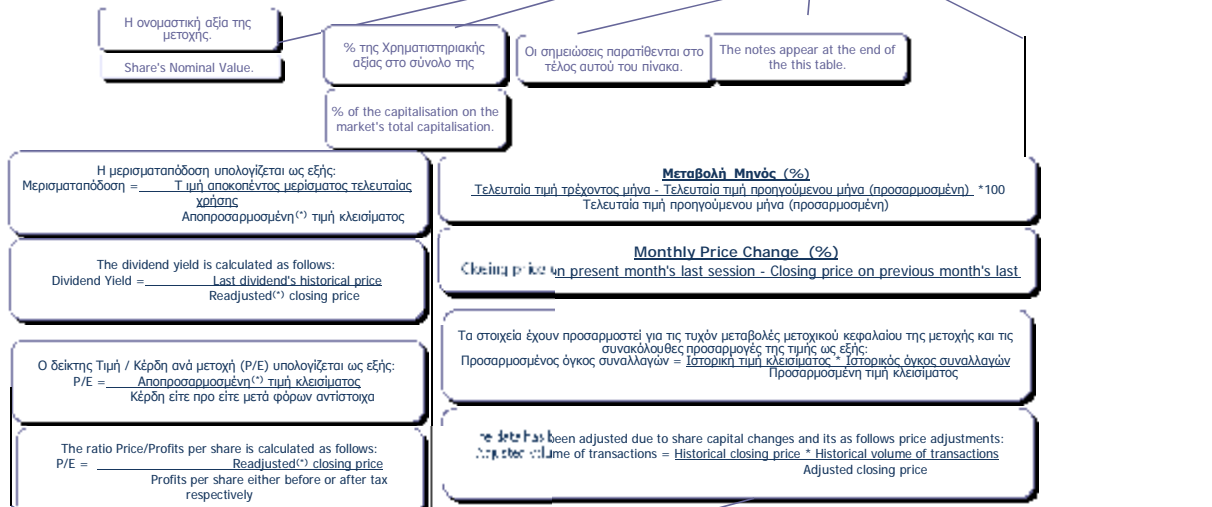 Η ονομαστική αξία της
μετοχής.
Share's Nominal Value.
% της Χρηματιστηριακής
αξίας στο σύνολο της
% of the capitalisation on the
market's total capitalisation.
Οι σημειώσεις παρατίθενται στο
τέλος αυτού του πίνακα.
The notes appear at the end of
the this table.
Η μερισματαπόδοση υπολογίζεται ως εξής:
Μερισματαπόδοση = Τ ιμή αποκοπέντος μερίσματος τελευταίας
χρήσης
Αποπροσαρμοσμένη(*) τιμή κλεισίματος
The dividend yield is calculated as follows:
Dividend Yield = Last dividend's historical price
Readjusted(*) closing price
Ο δείκτης Τιμή / Κέρδη ανά μετοχή (P/E) υπολογίζεται ως εξής:
P/E = Αποπροσαρμοσμένη(*) τιμή κλεισίματος
Κέρδη είτε προ είτε μετά φόρων αντίστοιχα
The ratio Price/Profits per share is calculated as follows:
P/E = Readjusted(*) closing price
Profits per share either before or after tax
respectively
Μεταβολή Μηνός (%)
Τελευταία τιμή τρέχοντος μήνα - Τελευταία τιμή προηγούμενου μήνα (προσαρμοσμένη) *100
Τελευταία τιμή προηγούμενου μήνα (προσαρμοσμένη)
Monthly Price Change (%)
Closing price on present month's last session - Closing price on previous month's last
Τα στοιχεία έχουν προσαρμοστεί για τις τυχόν μεταβολές μετοχικού κεφαλαίου της μετοχής και τις
συνακόλουθες προσαρμογές της τιμής ως εξής:
Προσαρμοσμένος όγκος συναλλαγών = Ιστορική τιμή κλεισίματος * Ιστορικός όγκος συναλλαγών
Προσαρμοσμένη τιμή κλεισίματος
The data has been adjusted due to share capital changes and its as follows price adjustments:
Adjusted volume of transactions = Historical closing price * Historical volume of transactions
Adjusted closing price